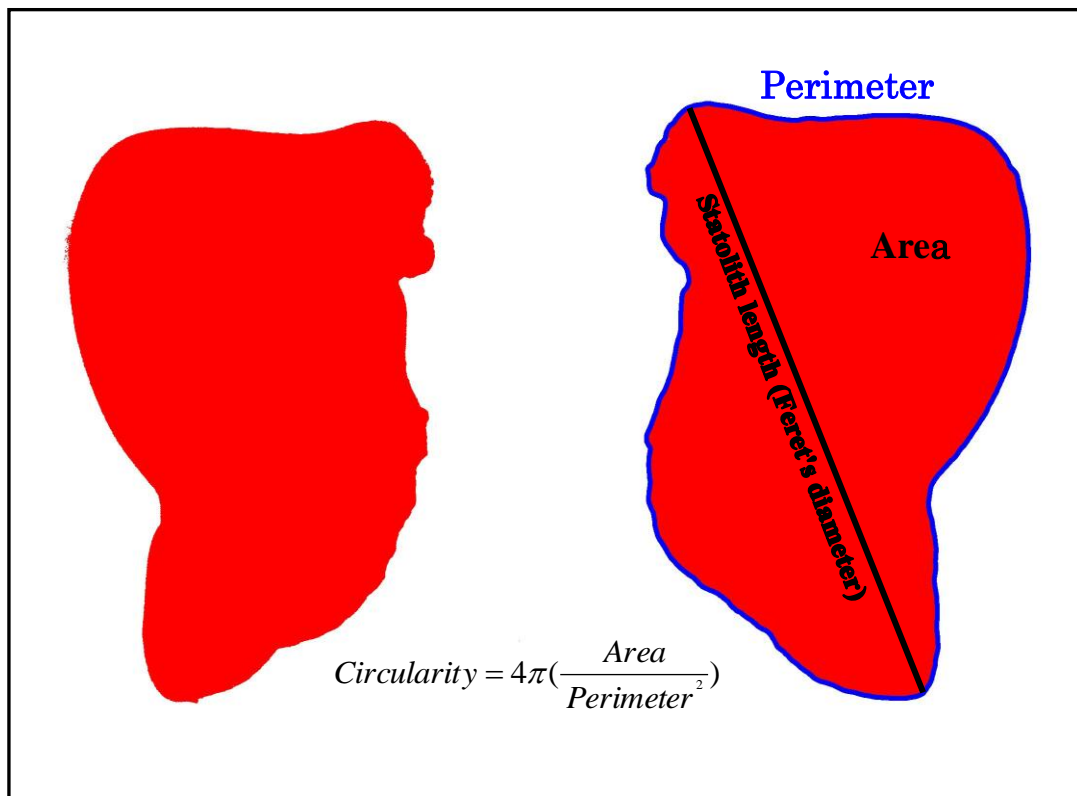 Perimeter
Area
Statolith length (Feret's diameter)
Circularity = 4π(Area/Perimeter²)